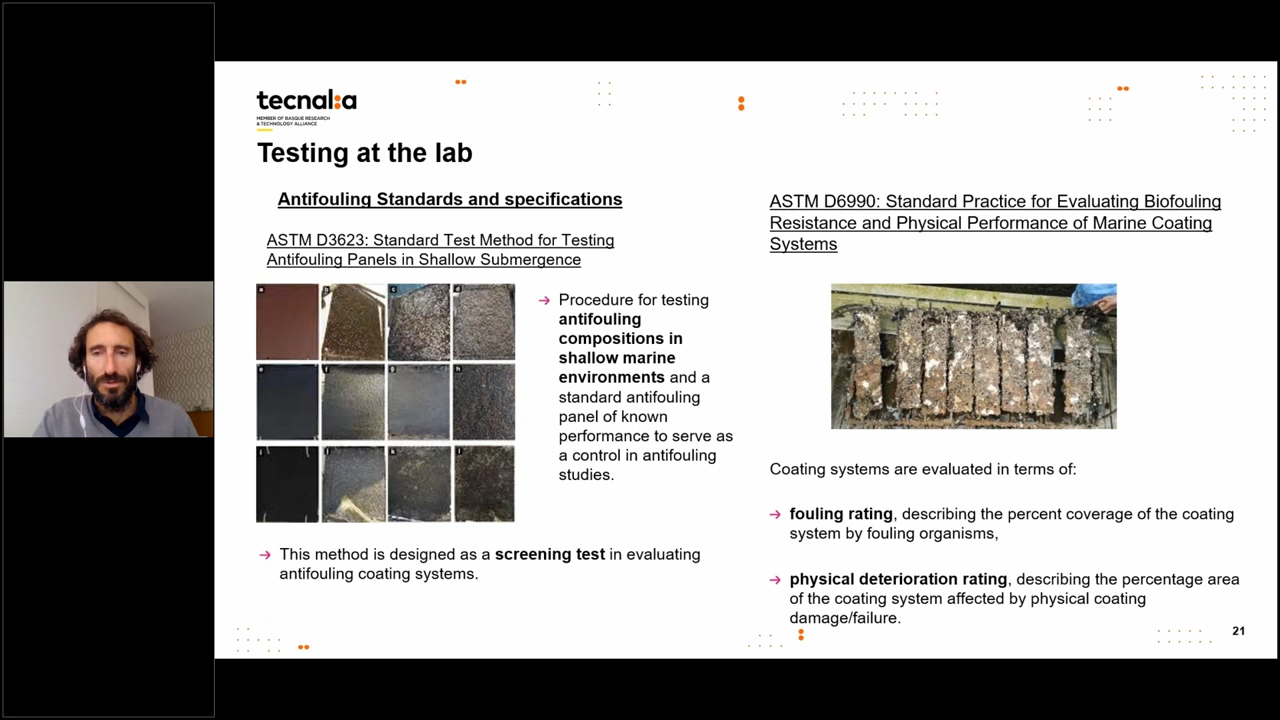 tecnal:a
MEMBER OF BASQUE RESEARCH
& TECHNOLOGY ALLIANCE
Testing at the lab
Antifouling Standards and specifications
ASTM D3623: Standard Test Method for Testing
Antifouling Panels in Shallow Submergence
a b c d
e f g h
i j k l
→ Procedure for testing
antifouling
compositions in
shallow marine
environments and a
standard antifouling
panel of known
performance to serve as
a control in antifouling
studies.
→ This method is designed as a screening test in evaluating
antifouling coating systems.
ASTM D6990: Standard Practice for Evaluating Biofouling
Resistance and Physical Performance of Marine Coating
Systems
Coating systems are evaluated in terms of:
→ fouling rating, describing the percent coverage of the coating
system by fouling organisms,
→ physical deterioration rating, describing the percentage area
of the coating system affected by physical coating
damage/failure.
21